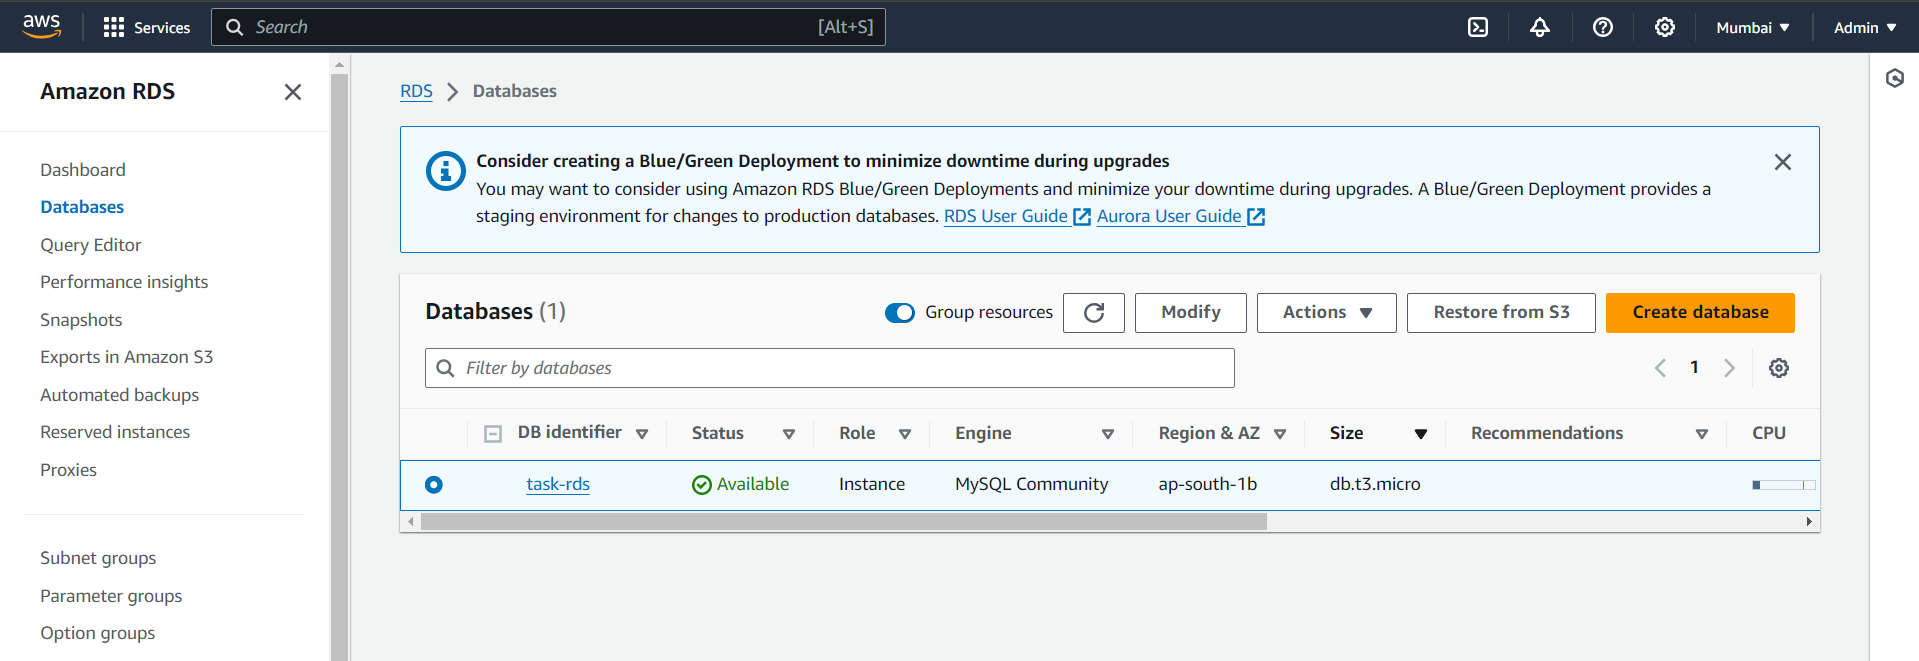 aws
Services
Search
[Alt+S]
Mumbai
Admin
Amazon RDS
Dashboard
Databases
Query Editor
Performance insights
Snapshots
Exports in Amazon S3
Automated backups
Reserved instances
Proxies
Subnet groups
Parameter groups
Option groups
RDS
Databases
Consider creating a Blue/Green Deployment to minimize downtime during upgrades
You may want to consider using Amazon RDS Blue/Green Deployments and minimize your downtime during upgrades. A Blue/Green Deployment provides a
staging environment for changes to production databases. RDS User Guide Aurora User Guide
Databases (1)
Group resources
Modify
Actions
Restore from S3
Create database
Filter by databases
1
DB identifier Status Role Engine Region & AZ Size Recommendations CPU
task-rds Available Instance MySQL Community ap-south-1b db.t3.micro